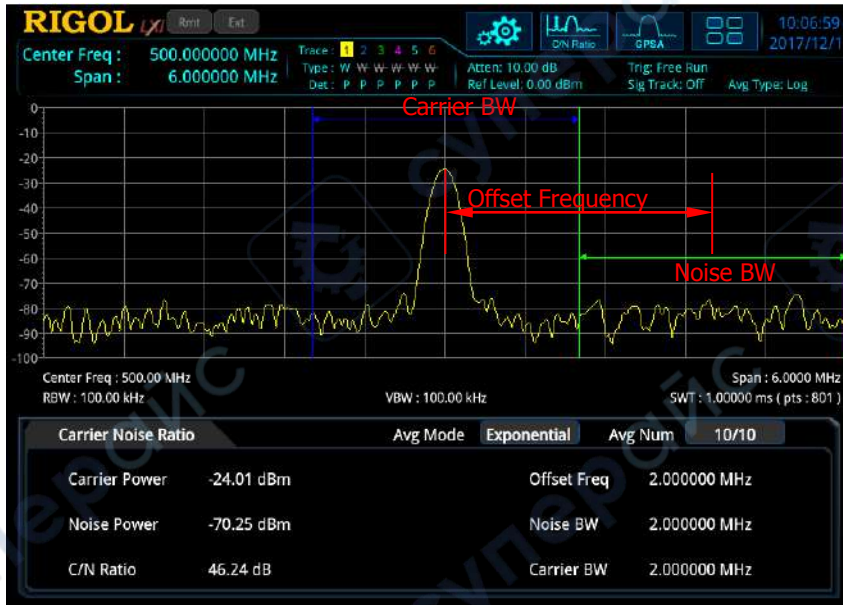 RIGOL LXI Rmt Ext
C/N Ratio GPSA 10:06:59
2017/12/1
Center Freq : 500.000000 MHz
Span : 6.000000 MHz
Trace : 1 2 3 4 5 6
Type : W W W W W W
Det : P P P P P P
Atten: 10.00 dB Trig: Free Run
Ref Level: 0.00 dBm Sig Track: Off Avg Type: Log
Carrier BW
0
-10
-20
-30
-40
-50
-60
-70
-80
-90
-100
Offset Frequency
Noise BW
Center Freq : 500.00 MHz Span : 6.0000 MHz
RBW : 100.00 kHz VBW : 100.00 kHz SWT : 1.00000 ms ( pts : 801 )
Carrier Noise Ratio Avg Mode Exponential Avg Num 10/10
Carrier Power -24.01 dBm Offset Freq 2.000000 MHz
Noise Power -70.25 dBm Noise BW 2.000000 MHz
C/N Ratio 46.24 dB Carrier BW 2.000000 MHz